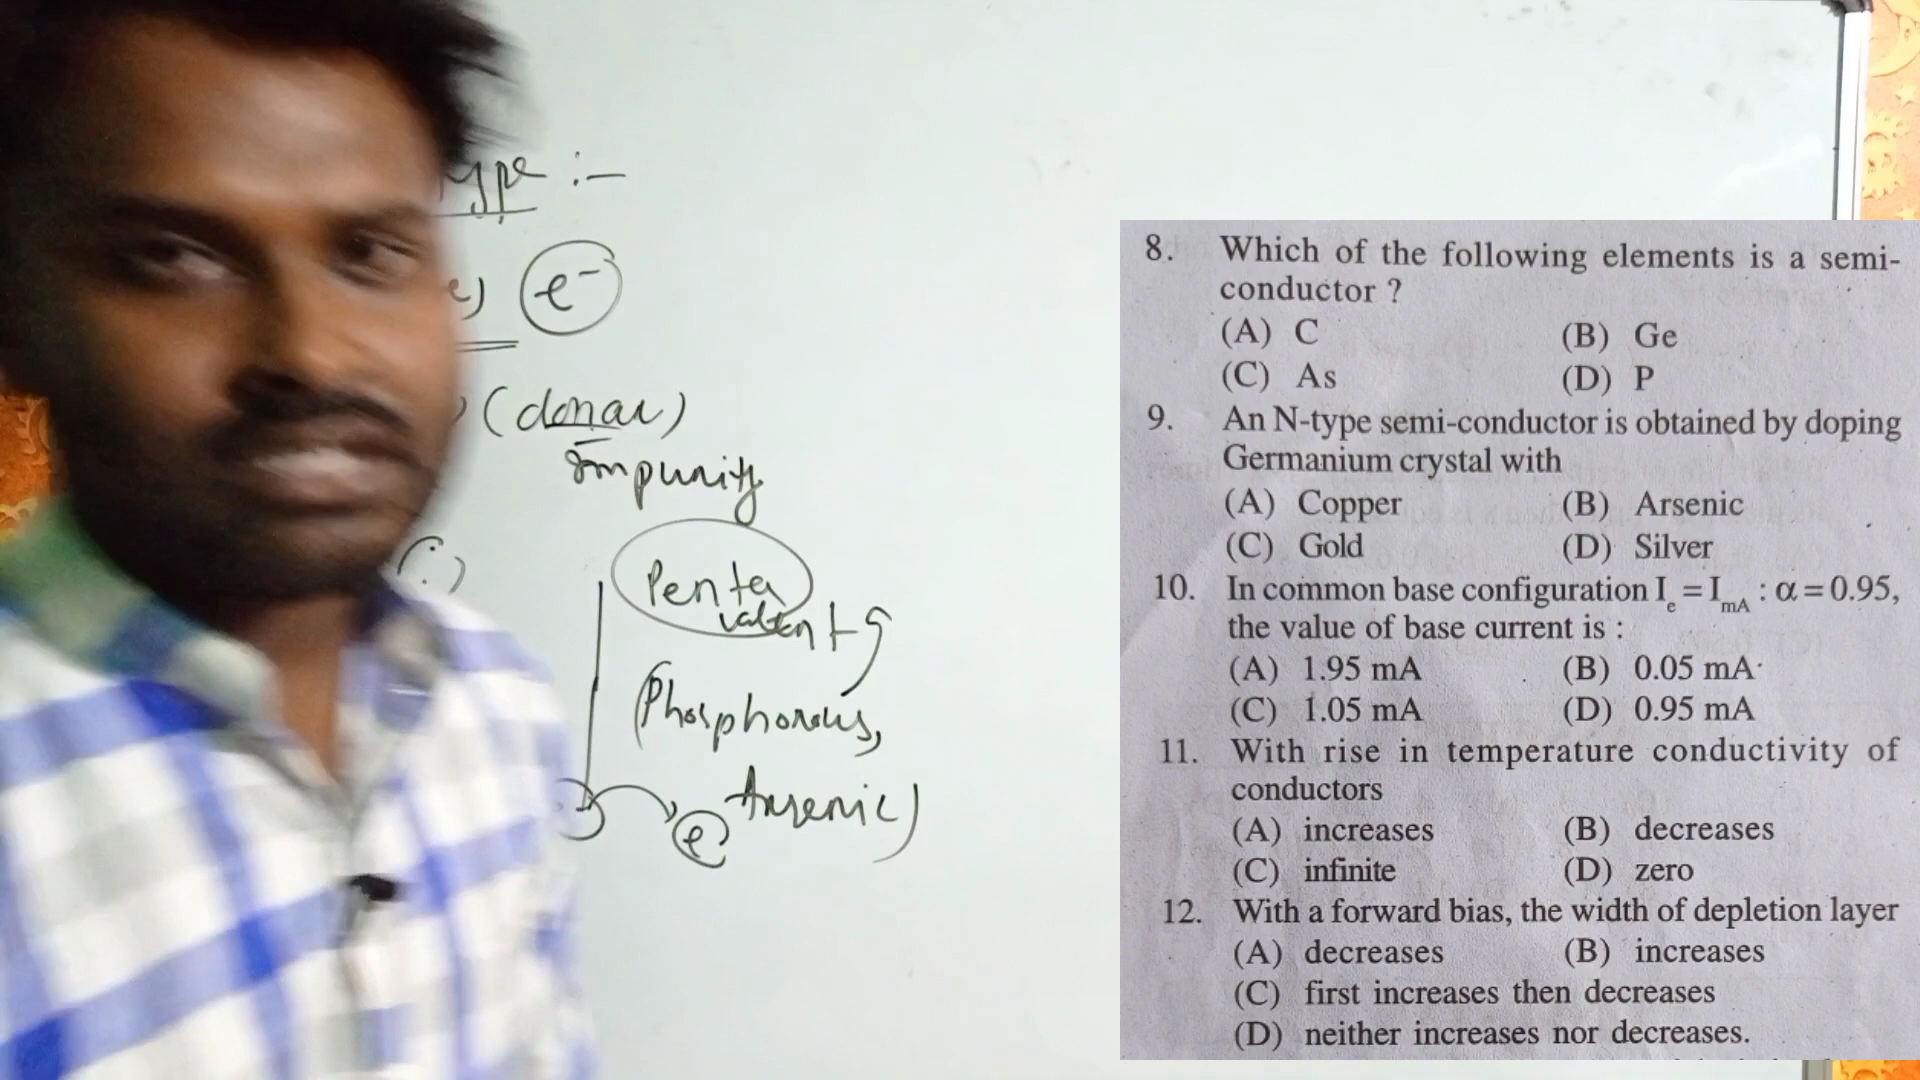 ype :-
e) e-
(donar)
Impurity
Penta
valent
(Phosphorous,
Arsenic)
e
8. Which of the following elements is a semi-
conductor ?
(A) C (B) Ge
(C) As (D) P
9. An N-type semi-conductor is obtained by doping
Germanium crystal with
(A) Copper (B) Arsenic
(C) Gold (D) Silver
10. In common base configuration Ie = ImA : α = 0.95,
the value of base current is :
(A) 1.95 mA (B) 0.05 mA
(C) 1.05 mA (D) 0.95 mA
11. With rise in temperature conductivity of
conductors
(A) increases (B) decreases
(C) infinite (D) zero
12. With a forward bias, the width of depletion layer
(A) decreases (B) increases
(C) first increases then decreases
(D) neither increases nor decreases.